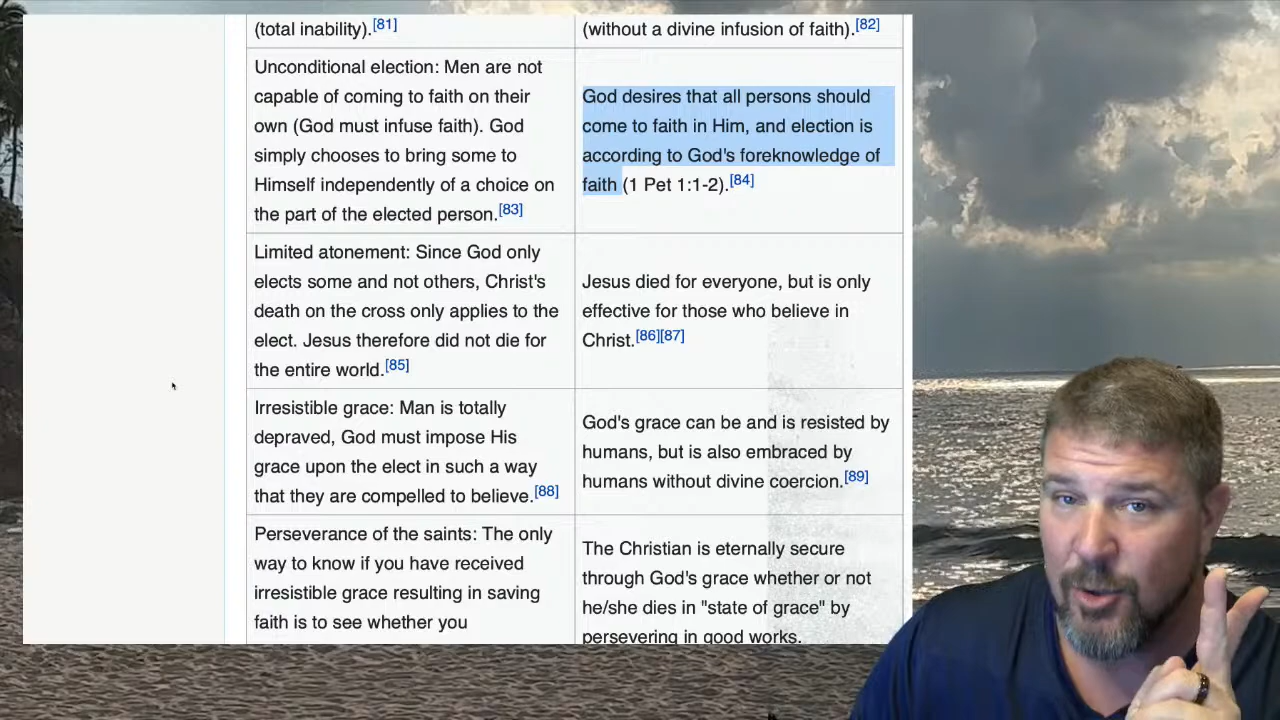 (total inability).[81]
(without a divine infusion of faith).[82]
Unconditional election: Men are not
capable of coming to faith on their
own (God must infuse faith). God
simply chooses to bring some to
Himself independently of a choice on
the part of the elected person.[83]
God desires that all persons should
come to faith in Him, and election is
according to God's foreknowledge of
faith (1 Pet 1:1-2).[84]
Limited atonement: Since God only
elects some and not others, Christ's
death on the cross only applies to the
elect. Jesus therefore did not die for
the entire world.[85]
Jesus died for everyone, but is only
effective for those who believe in
Christ.[86][87]
Irresistible grace: Man is totally
depraved, God must impose His
grace upon the elect in such a way
that they are compelled to believe.[88]
God's grace can be and is resisted by
humans, but is also embraced by
humans without divine coercion.[89]
Perseverance of the saints: The only
way to know if you have received
irresistible grace resulting in saving
faith is to see whether you
The Christian is eternally secure
through God's grace whether or not
he/she dies in "state of grace" by
persevering in good works.